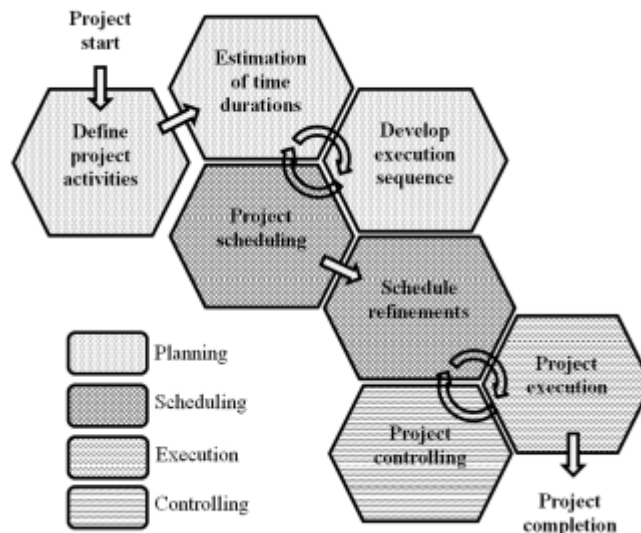 Project
start
Estimation
of time
durations
Define
project
activities
Develop
execution
sequence
Project
scheduling
Schedule
refinements
Project
execution
Project
controlling
Project
completion
Planning
Scheduling
Execution
Controlling